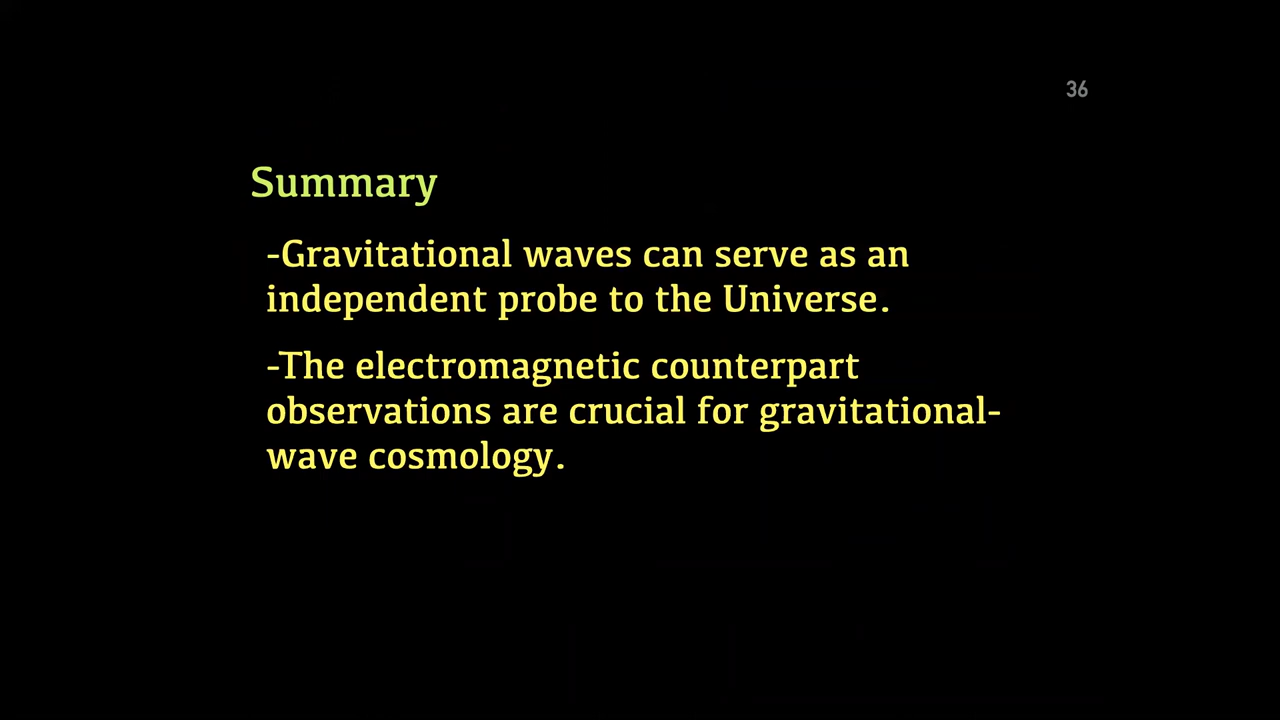 36
Summary
-Gravitational waves can serve as an
independent probe to the Universe.
-The electromagnetic counterpart
observations are crucial for gravitational-
wave cosmology.